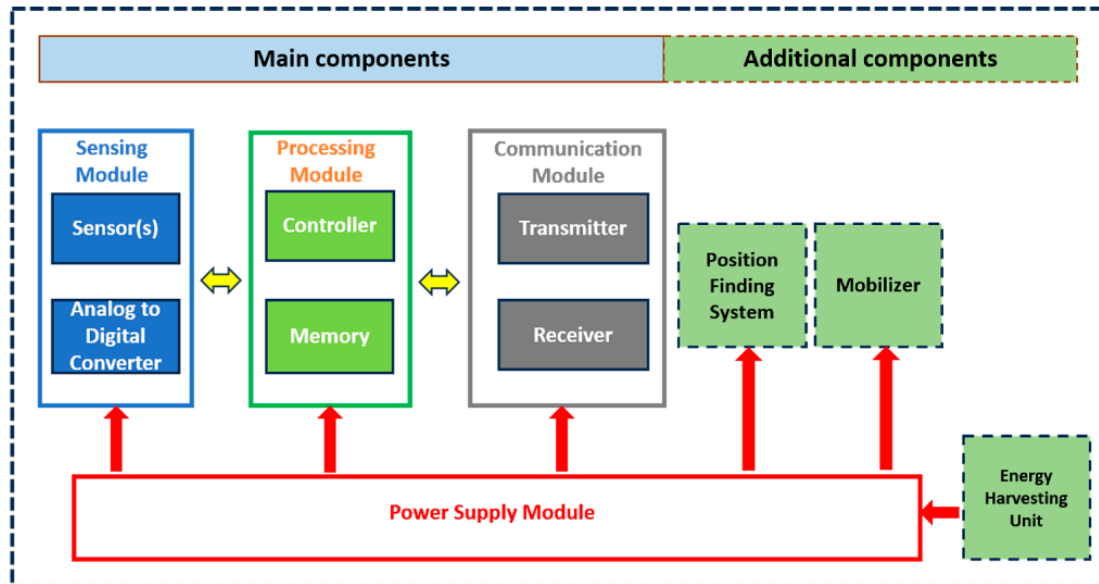 Main components
Additional components
Sensing
Module
Sensor(s)
Analog to
Digital
Converter
Processing
Module
Controller
Memory
Communication
Module
Transmitter
Receiver
Position
Finding
System
Mobilizer
Power Supply Module
Energy
Harvesting
Unit